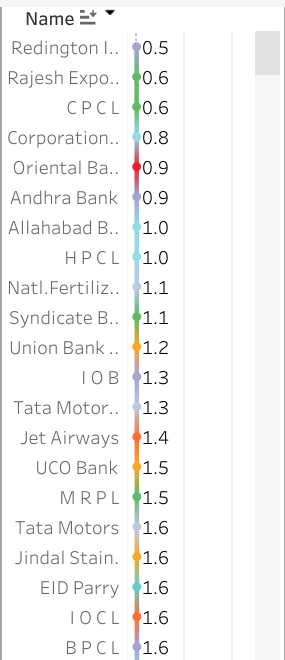 Name
Redington I.. 0.5
Rajesh Expo.. 0.6
C P C L 0.6
Corporation.. 0.8
Oriental Ba.. 0.9
Andhra Bank 0.9
Allahabad B.. 1.0
H P C L 1.0
Natl.Fertiliz.. 1.1
Syndicate B.. 1.1
Union Bank .. 1.2
I O B 1.3
Tata Motor.. 1.3
Jet Airways 1.4
UCO Bank 1.5
M R P L 1.5
Tata Motors 1.6
Jindal Stain. 1.6
EID Parry 1.6
I O C L 1.6
B P C L 1.6